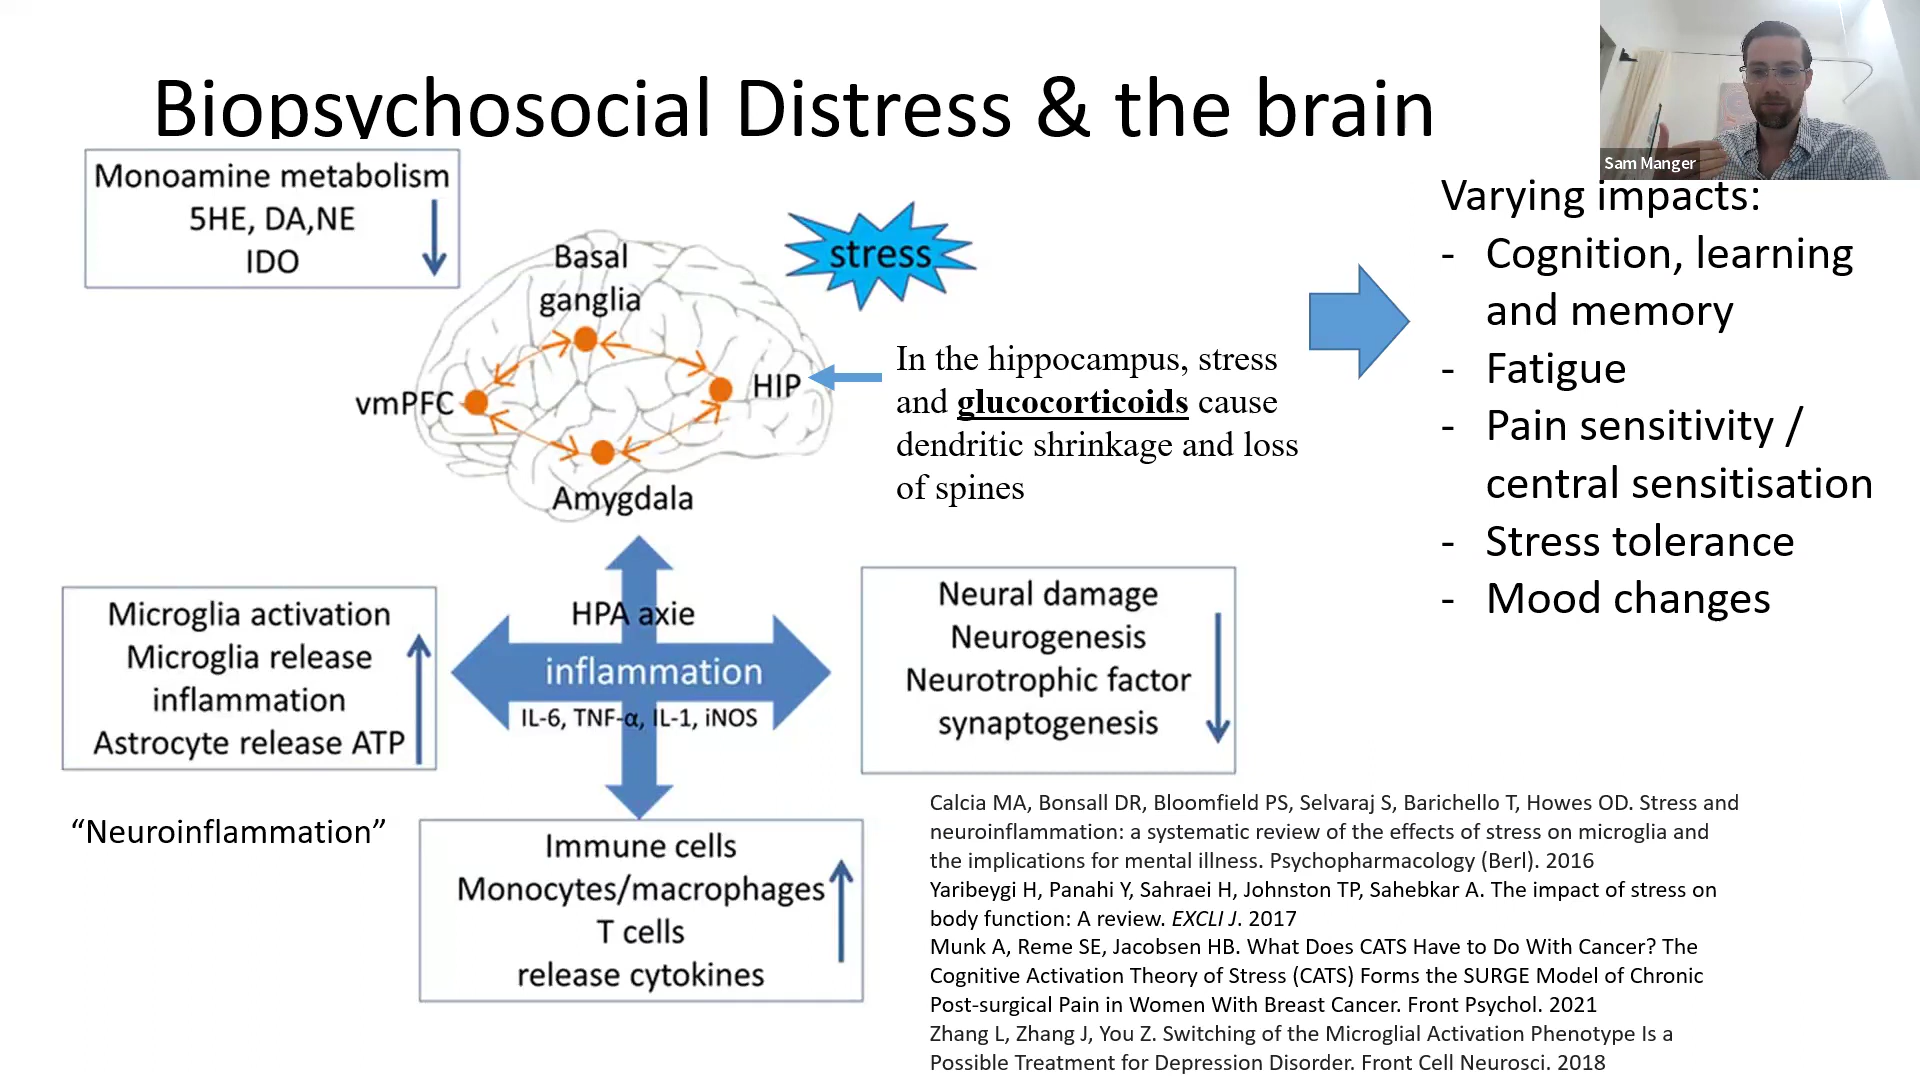 Biopsychosocial Distress & the brain
Sam Manger
Monoamine metabolism
5HE, DA,NE
IDO
Basal
ganglia
stress
vmPFC
HIP
Amygdala
In the hippocampus, stress
and glucocorticoids cause
dendritic shrinkage and loss
of spines
Varying impacts:
- Cognition, learning
and memory
- Fatigue
- Pain sensitivity /
central sensitisation
- Stress tolerance
- Mood changes
Microglia activation
Microglia release
inflammation
Astrocyte release ATP
“Neuroinflammation”
HPA axie
inflammation
IL-6, TNF-α, IL-1, iNOS
Neural damage
Neurogenesis
Neurotrophic factor
synaptogenesis
Immune cells
Monocytes/macrophages
T cells
release cytokines
Calcia MA, Bonsall DR, Bloomfield PS, Selvaraj S, Barichello T, Howes OD. Stress and
neuroinflammation: a systematic review of the effects of stress on microglia and
the implications for mental illness. Psychopharmacology (Berl). 2016
Yaribeygi H, Panahi Y, Sahraei H, Johnston TP, Sahebkar A. The impact of stress on
body function: A review. EXCLI J. 2017
Munk A, Reme SE, Jacobsen HB. What Does CATS Have to Do With Cancer? The
Cognitive Activation Theory of Stress (CATS) Forms the SURGE Model of Chronic
Post-surgical Pain in Women With Breast Cancer. Front Psychol. 2021
Zhang L, Zhang J, You Z. Switching of the Microglial Activation Phenotype Is a
Possible Treatment for Depression Disorder. Front Cell Neurosci. 2018